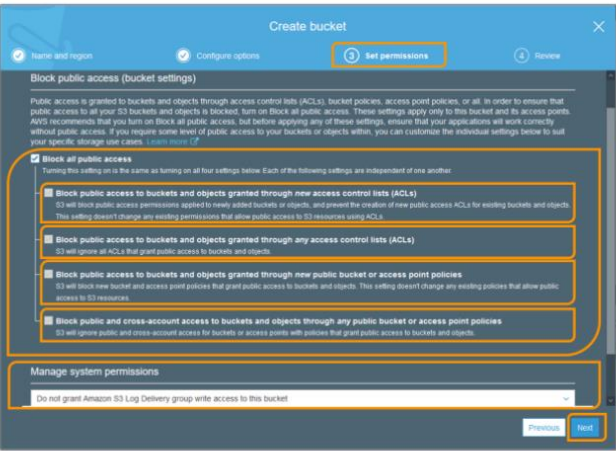 Create bucket
Name and region
Configure options
3 Set permissions
4 Review
Block public access (bucket settings)
Public access is granted to buckets and objects through access control lists (ACLs), bucket policies, access point policies, or all. In order to ensure that
public access to all your S3 buckets and objects is blocked, turn on Block all public access. These settings apply only to this bucket and its access points.
AWS recommends that you turn on Block all public access, but before applying any of these settings, ensure that your applications will work correctly
without public access. If you require some level of public access to your buckets or objects within, you can customize the individual settings below to suit
your specific storage use cases. Learn more
Block all public access
Turning this setting on is the same as turning on all four settings below. Each of the following settings are independent of one another.
Block public access to buckets and objects granted through new access control lists (ACLs)
S3 will block public access permissions applied to newly added buckets or objects, and prevent the creation of new public access ACLs for existing buckets and objects.
This setting doesn't change any existing permissions that allow public access to S3 resources using ACLs.
Block public access to buckets and objects granted through any access control lists (ACLs)
S3 will ignore all ACLs that grant public access to buckets and objects.
Block public access to buckets and objects granted through new public bucket or access point policies
S3 will block new bucket and access point policies that grant public access to buckets and objects. This setting doesn't change any existing policies that allow public
access to S3 resources.
Block public and cross-account access to buckets and objects through any public bucket or access point policies
S3 will ignore public and cross-account access for buckets or access points with policies that grant public access to buckets and objects.
Manage system permissions
Do not grant Amazon S3 Log Delivery group write access to this bucket
Previous
Next